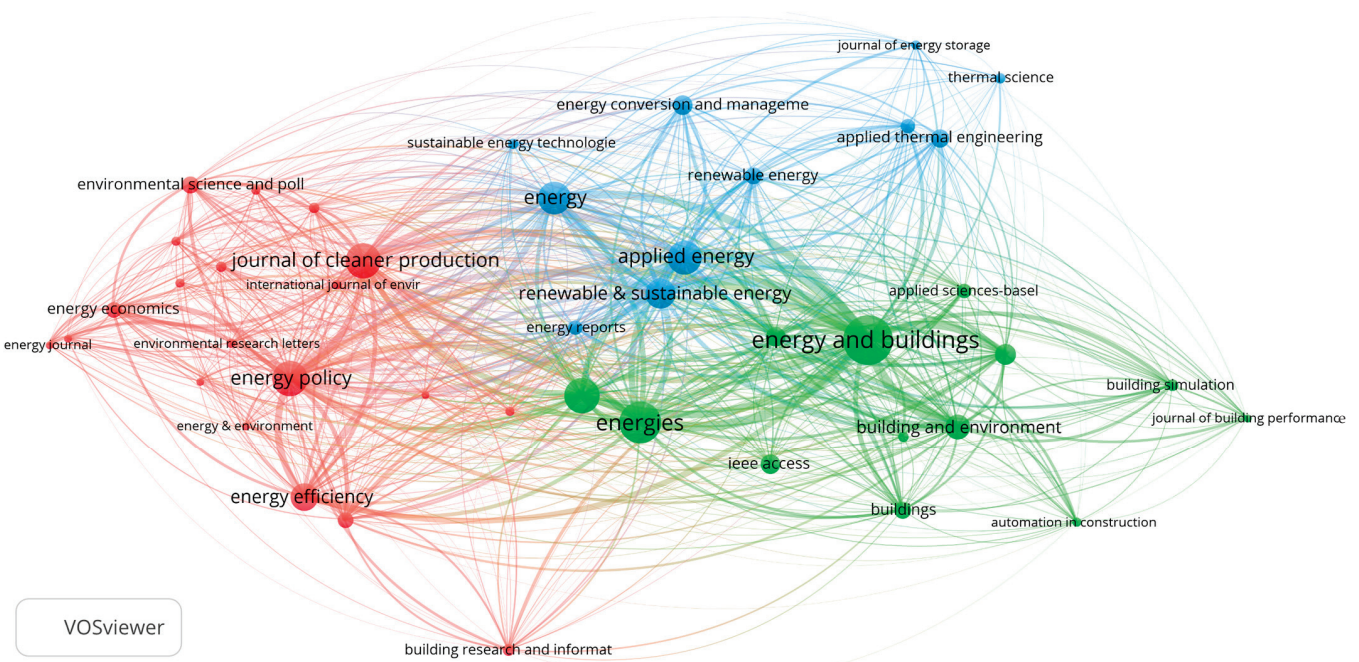 journal of energy storage
thermal science
energy conversion and manageme
applied thermal engineering
sustainable energy technologie
renewable energy
environmental science and poll
energy
applied energy
journal of cleaner production
international journal of envir
renewable & sustainable energy
applied sciences-basel
energy economics
energy reports
energy journal
environmental research letters
energy and buildings
energy policy
building simulation
journal of building performance
energy & environment
energies
building and environment
ieee access
energy efficiency
buildings
automation in construction
VOSviewer
building research and informat